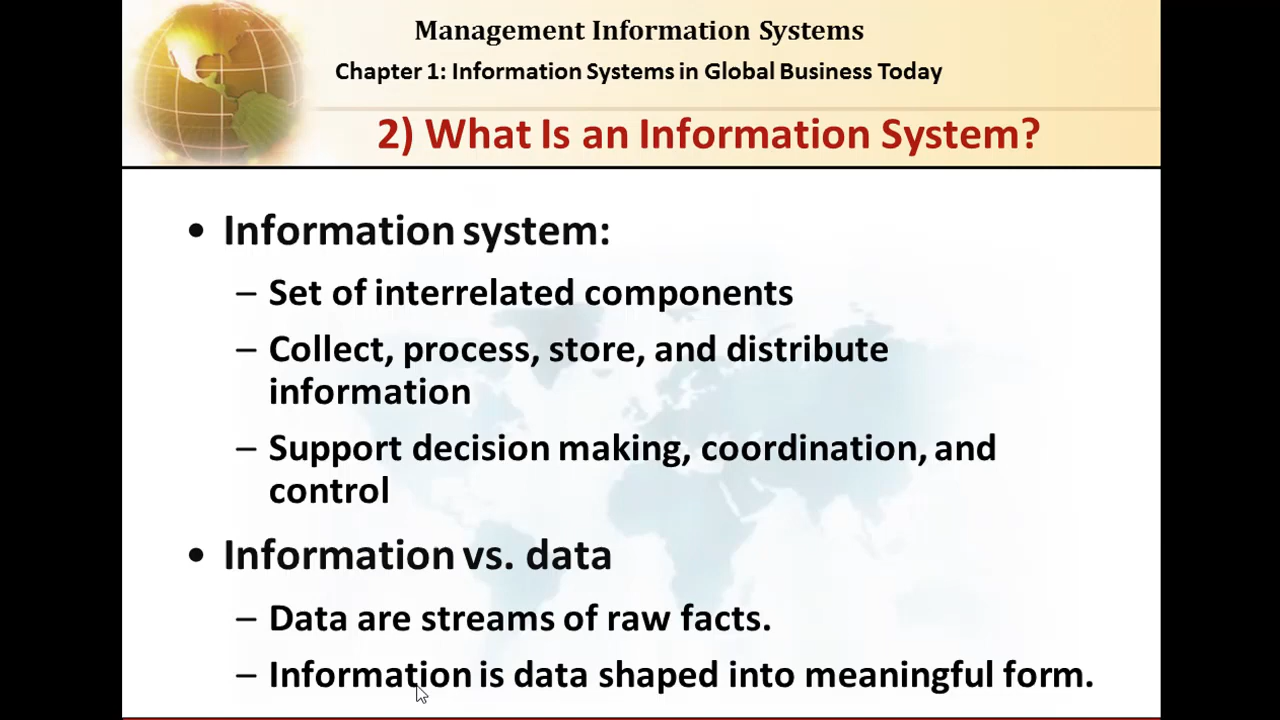 Management Information Systems
Chapter 1: Information Systems in Global Business Today
2) What Is an Information System?
• Information system:
– Set of interrelated components
– Collect, process, store, and distribute
information
– Support decision making, coordination, and
control
• Information vs. data
– Data are streams of raw facts.
– Information is data shaped into meaningful form.